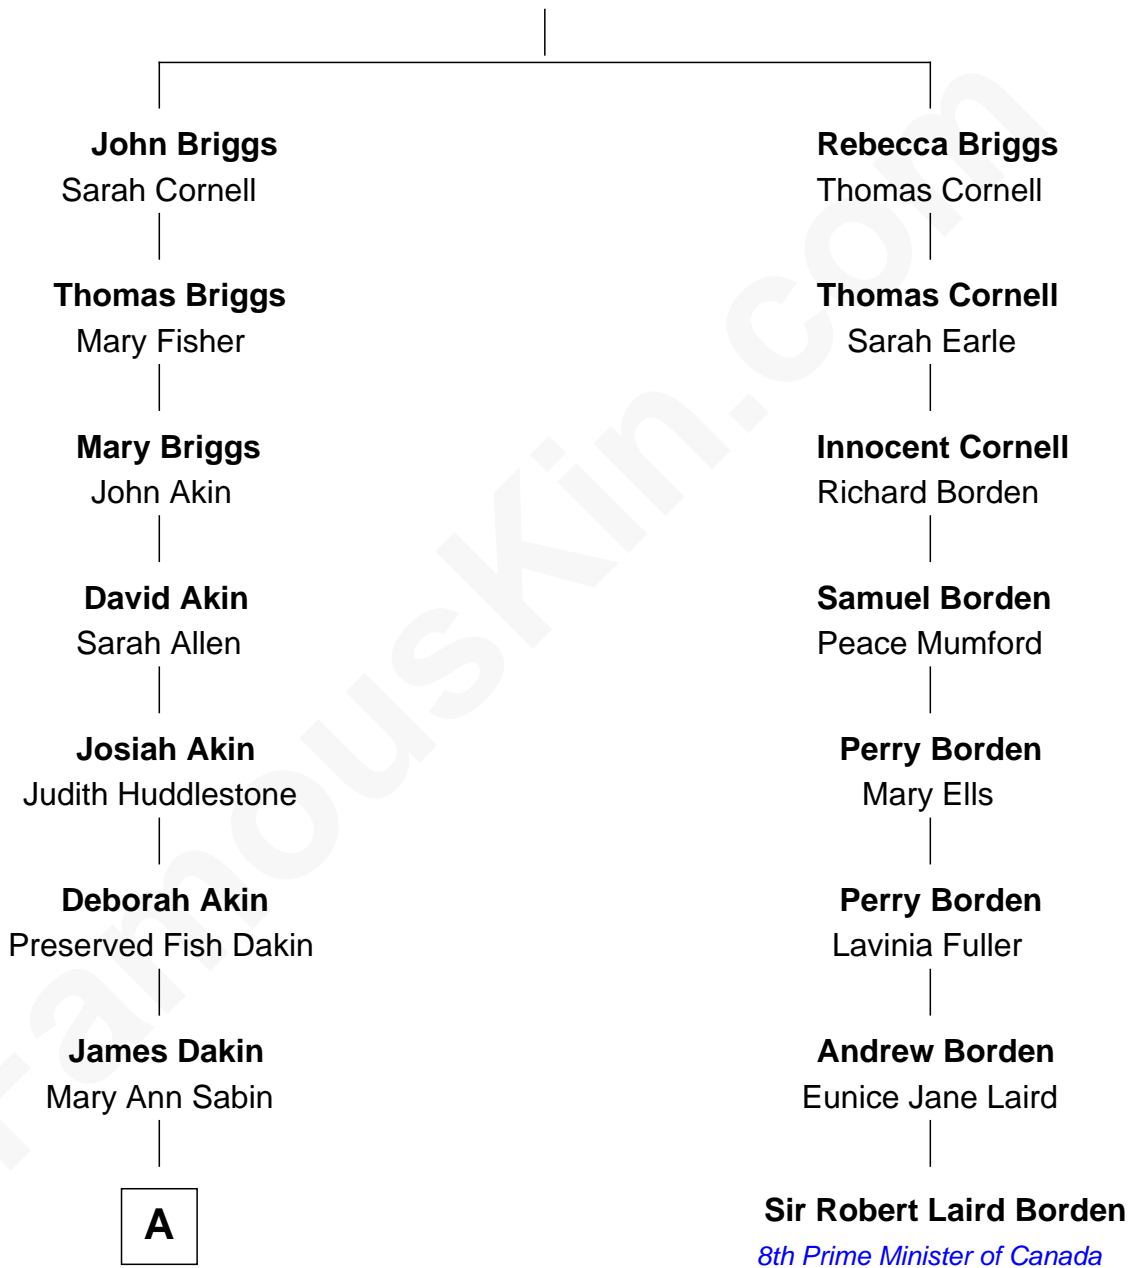 John Briggs
Sarah Cornell
Thomas Briggs
Mary Fisher
Mary Briggs
John Akin
David Akin
Sarah Allen
Josiah Akin
Judith Huddlestone
Deborah Akin
Preserved Fish Dakin
James Dakin
Mary Ann Sabin
A
Rebecca Briggs
Thomas Cornell
Thomas Cornell
Sarah Earle
Innocent Cornell
Richard Borden
Samuel Borden
Peace Mumford
Perry Borden
Mary Ells
Perry Borden
Lavinia Fuller
Andrew Borden
Eunice Jane Laird
Sir Robert Laird Borden
8th Prime Minister of Canada
FamousKin.com